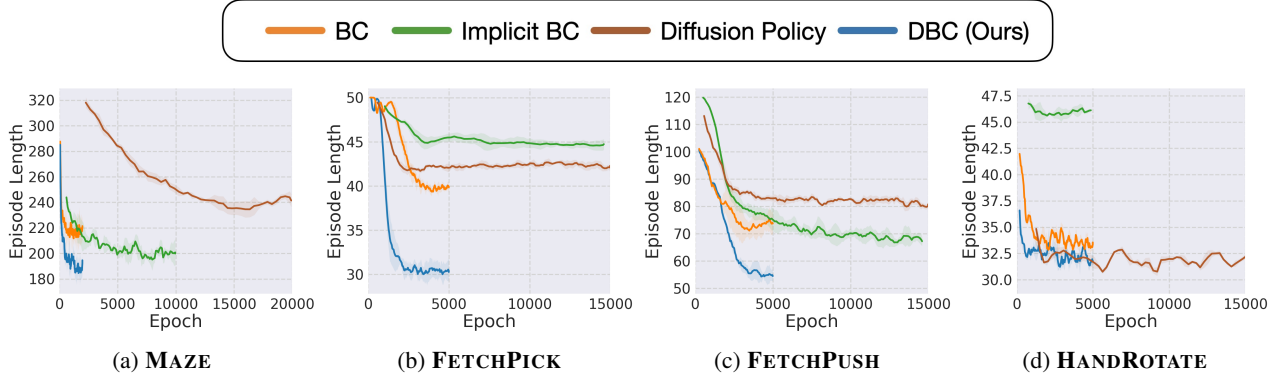 BC Implicit BC Diffusion Policy DBC (Ours)
Episode Length
320
300
280
260
240
220
200
180
0 5000 10000 15000 20000
Epoch
(a) MAZE
Episode Length
50
45
40
35
30
0 5000 10000 15000
Epoch
(b) FETCHPICK
Episode Length
120
110
100
90
80
70
60
50
0 5000 10000 15000
Epoch
(c) FETCHPUSH
Episode Length
47.5
45.0
42.5
40.0
37.5
35.0
32.5
30.0
0 5000 10000 15000
Epoch
(d) HANDROTATE